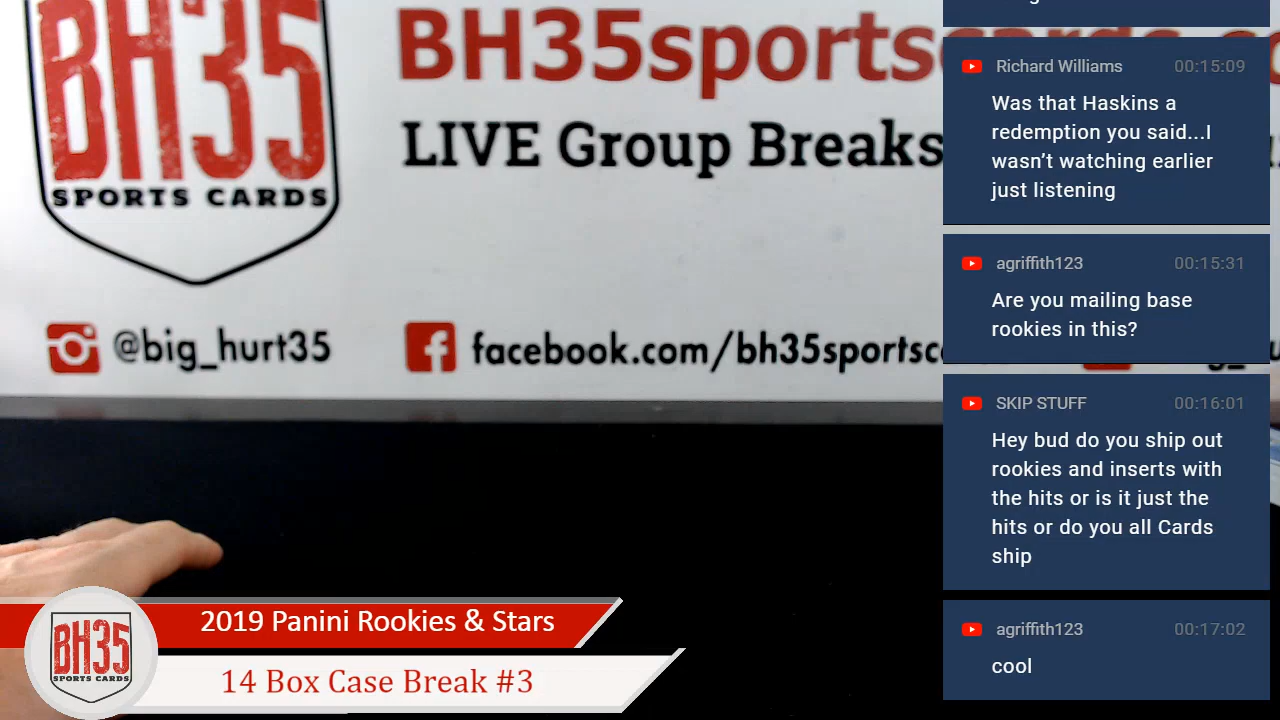 BH35
SPORTS CARDS
BH35sports
LIVE Group Breaks
@big_hurt35
facebook.com/bh35sportsc
Richard Williams 00:15:09
Was that Haskins a
redemption you said...I
wasn’t watching earlier
just listening
agriffith123 00:15:31
Are you mailing base
rookies in this?
SKIP STUFF 00:16:01
Hey bud do you ship out
rookies and inserts with
the hits or is it just the
hits or do you all Cards
ship
agriffith123 00:17:02
cool
BH35
SPORTS CARDS
2019 Panini Rookies & Stars
14 Box Case Break #3